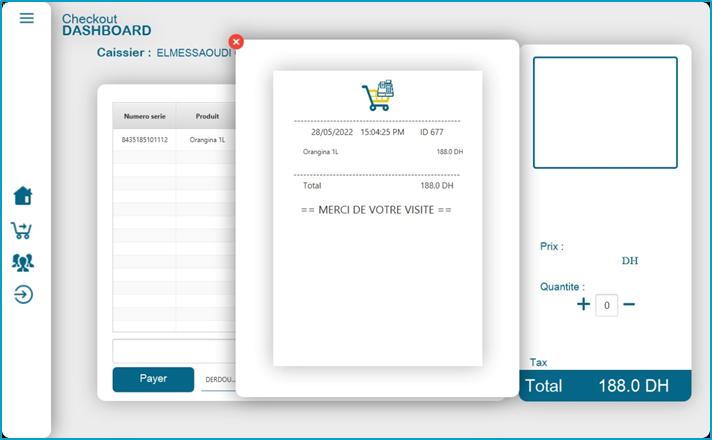 Checkout
DASHBOARD
Caissier : ELMESSAOUDI
Numero serie Produit
8435185101112 Orangina 1L
28/05/2022 15:04:25 PM ID 677
Orangina 1L 188.0 DH
Total 188.0 DH
== MERCI DE VOTRE VISITE ==
Prix :
DH
Quantite :
+ 0 −
Payer
DERDOU...
Tax
Total 188.0 DH